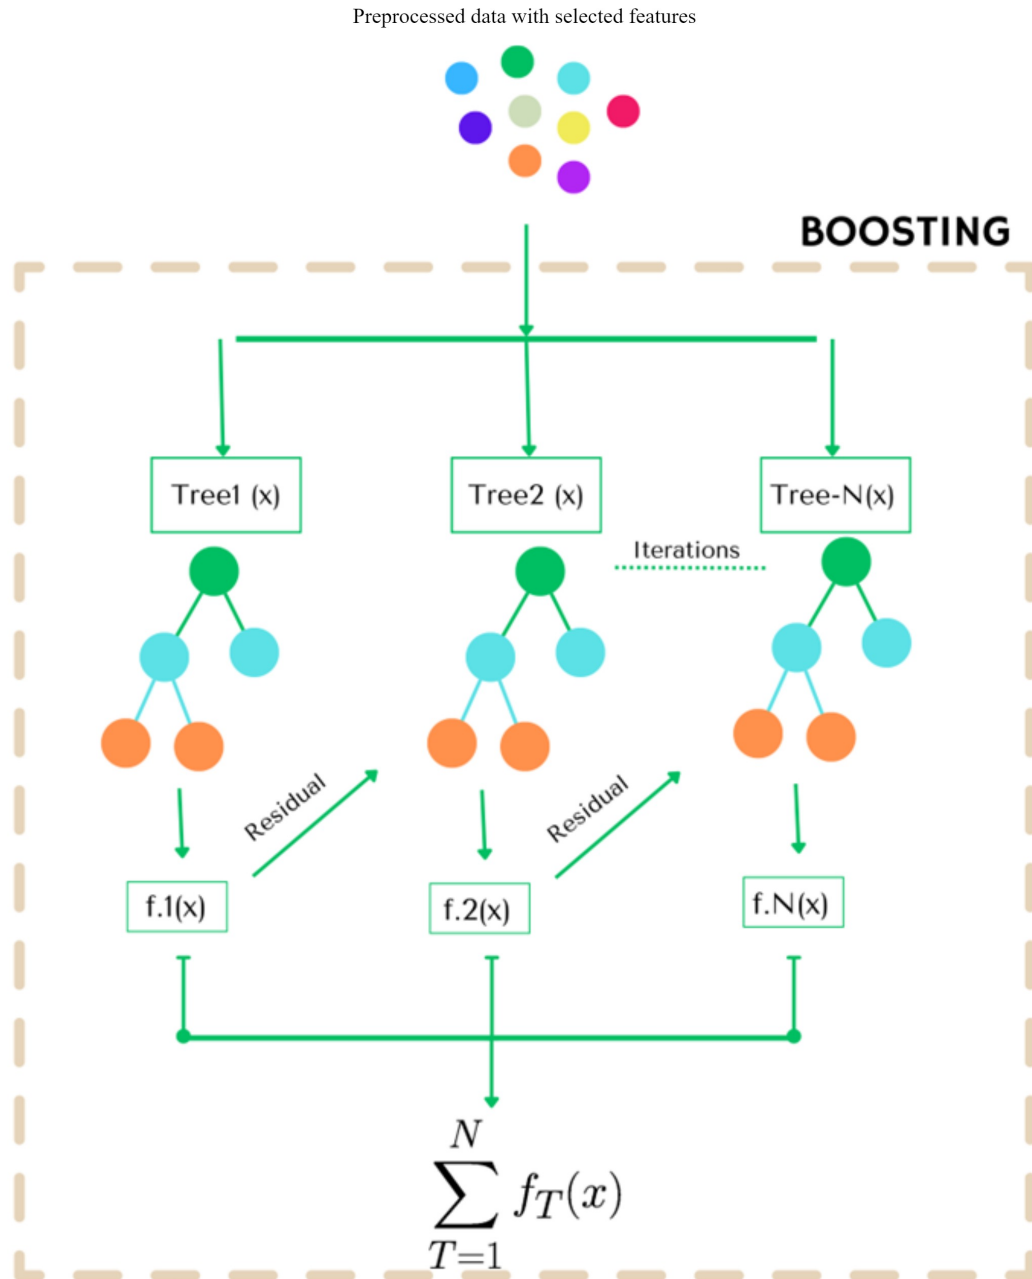 Preprocessed data with selected features
BOOSTING
Tree1 (x)
Tree2 (x)
Tree-N(x)
Iterations
Residual
Residual
f.1(x)
f.2(x)
f.N(x)
N
∑ f_T(x)
T=1